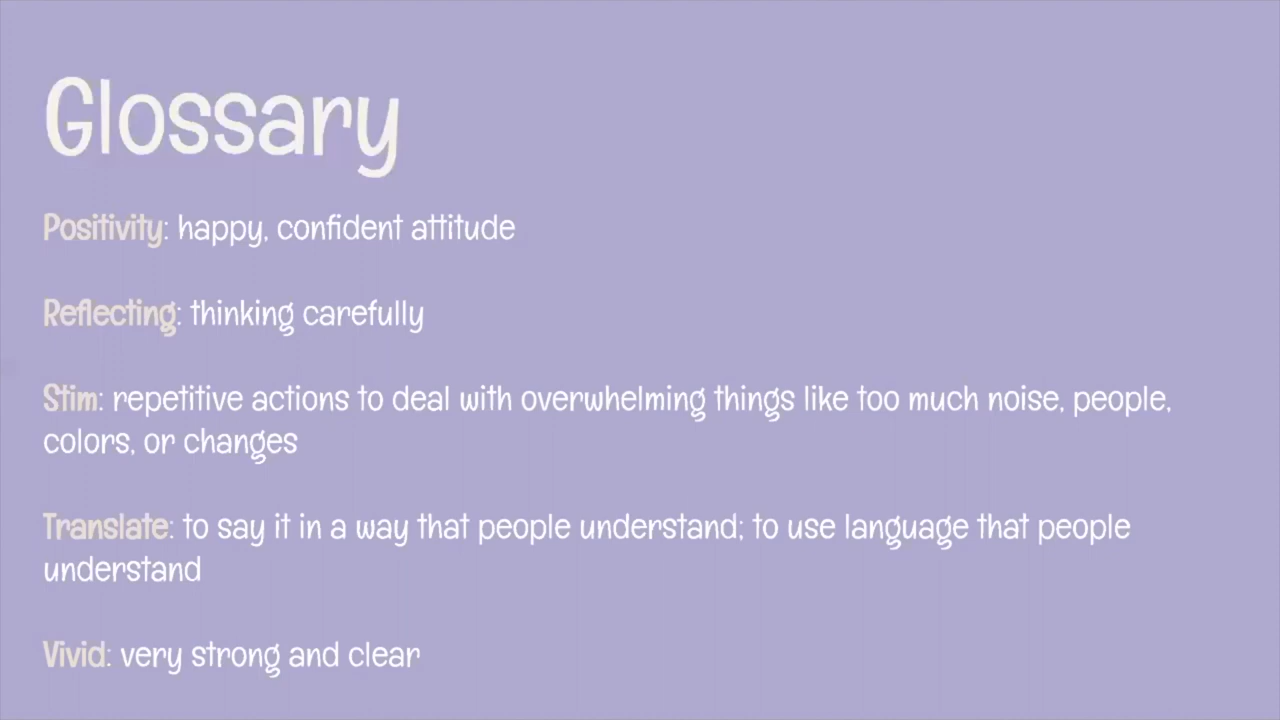 Glossary
Positivity: happy, confident attitude
Reflecting: thinking carefully
Stim: repetitive actions to deal with overwhelming things like too much noise, people,
colors, or changes
Translate: to say it in a way that people understand; to use language that people
understand
Vivid: very strong and clear